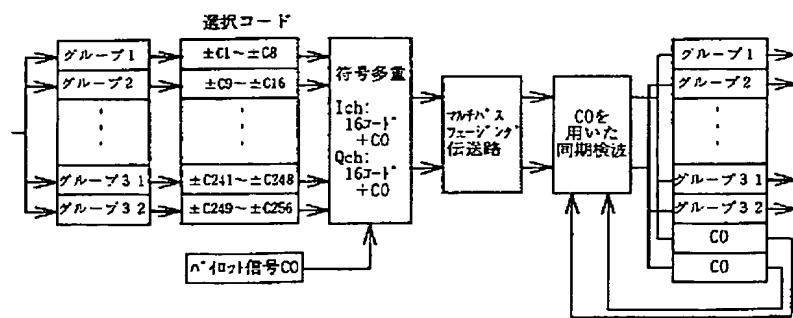 選択コード
グループ1
グループ2
グループ31
グループ32
±C1~±C8
±C9~±C16
±C241~±C248
±C249~±C256
符号多重
Ich:
16コード
+C0
Qch:
16コード
+C0
パイロット信号C0
マルチパス
フェージング
伝送路
C0を
用いた
同期検波
グループ1
グループ2
グループ31
グループ32
C0
C0